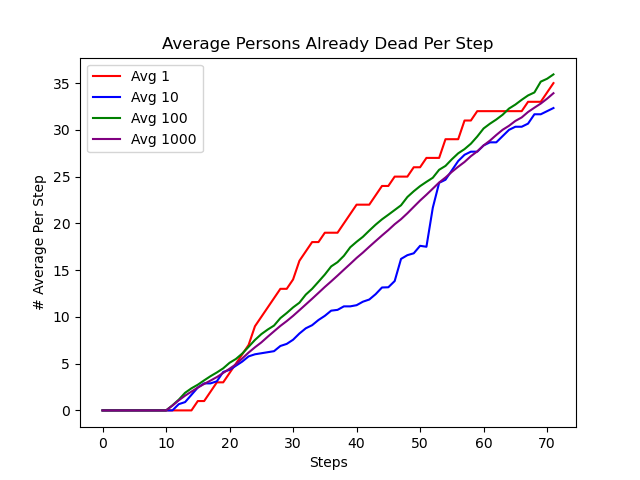 Average Persons Already Dead Per Step
Avg 1
Avg 10
Avg 100
Avg 1000
# Average Per Step
35
30
25
20
15
10
5
0
0 10 20 30 40 50 60 70
Steps